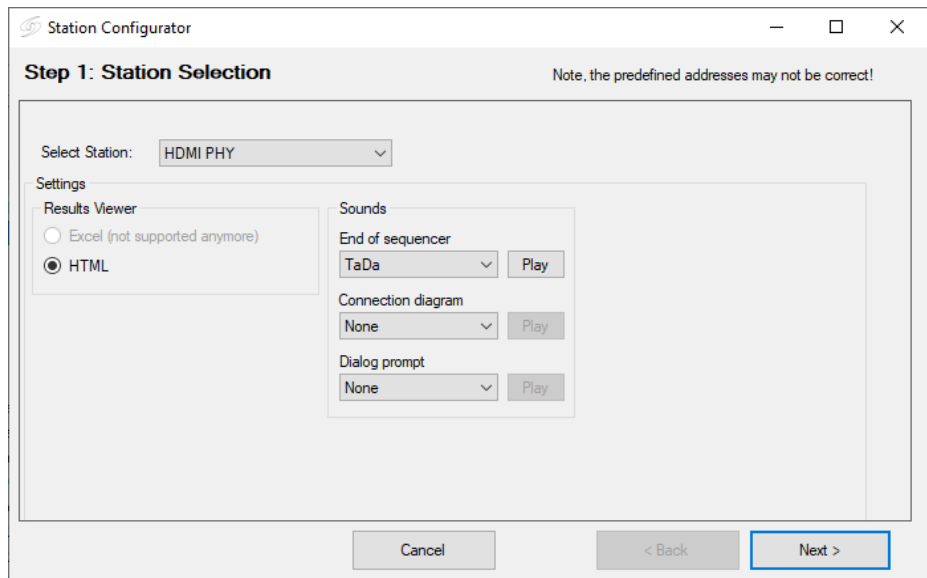 Station Configurator
Step 1: Station Selection
Note, the predefined addresses may not be correct!
Select Station:
HDMI PHY
Settings
Results Viewer
Excel (not supported anymore)
HTML
Sounds
End of sequencer
TaDa
Play
Connection diagram
None
Play
Dialog prompt
None
Play
Cancel
< Back
Next >